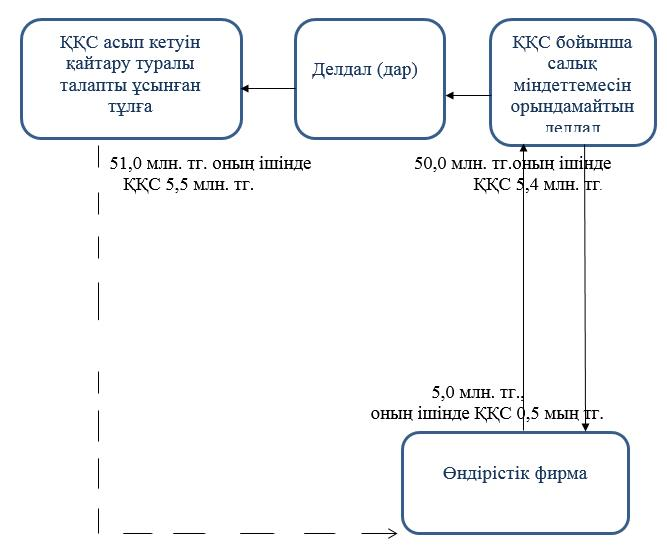 ҚҚС асып кетуін
қайтару туралы
талапты ұсынған
тұлға
Делдал (дар)
ҚҚС бойынша
салық
міндеттемесін
орындамайтын
делдал
51,0 млн. тг. оның ішінде
ҚҚС 5,5 млн. тг.
50,0 млн. тг.оның ішінде
ҚҚС 5,4 млн. тг.
5,0 млн. тг.,
оның ішінде ҚҚС 0,5 мың тг.
Өндірістік фирма